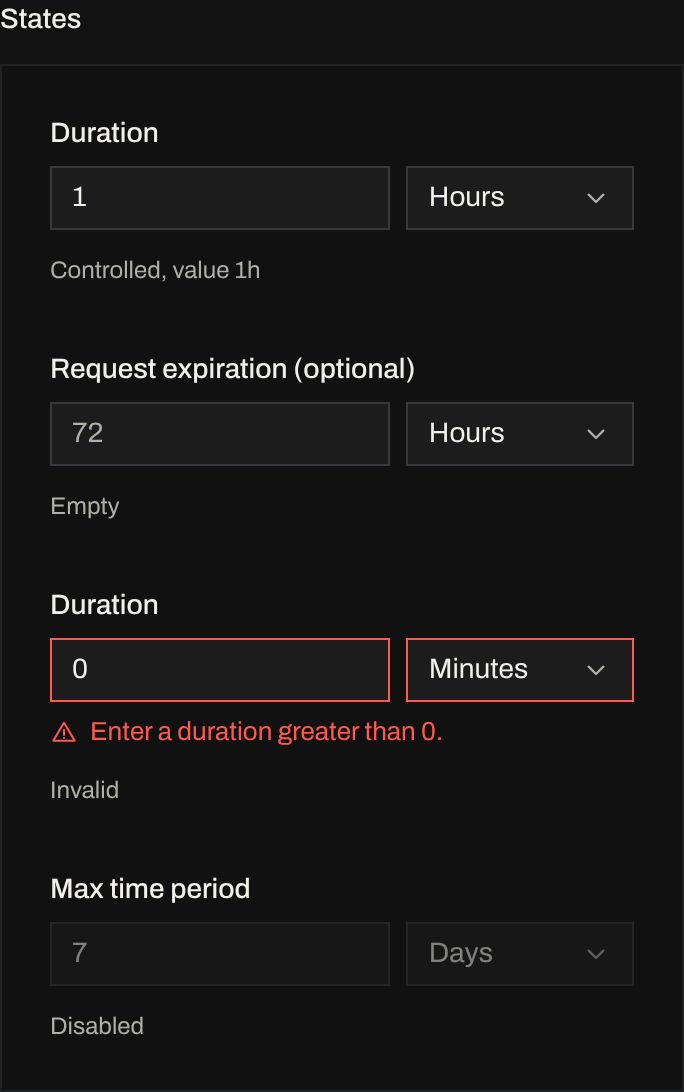 States
Duration
1 Hours
Controlled, value 1h
Request expiration (optional)
72 Hours
Empty
Duration
0 Minutes
Enter a duration greater than 0.
Invalid
Max time period
7 Days
Disabled